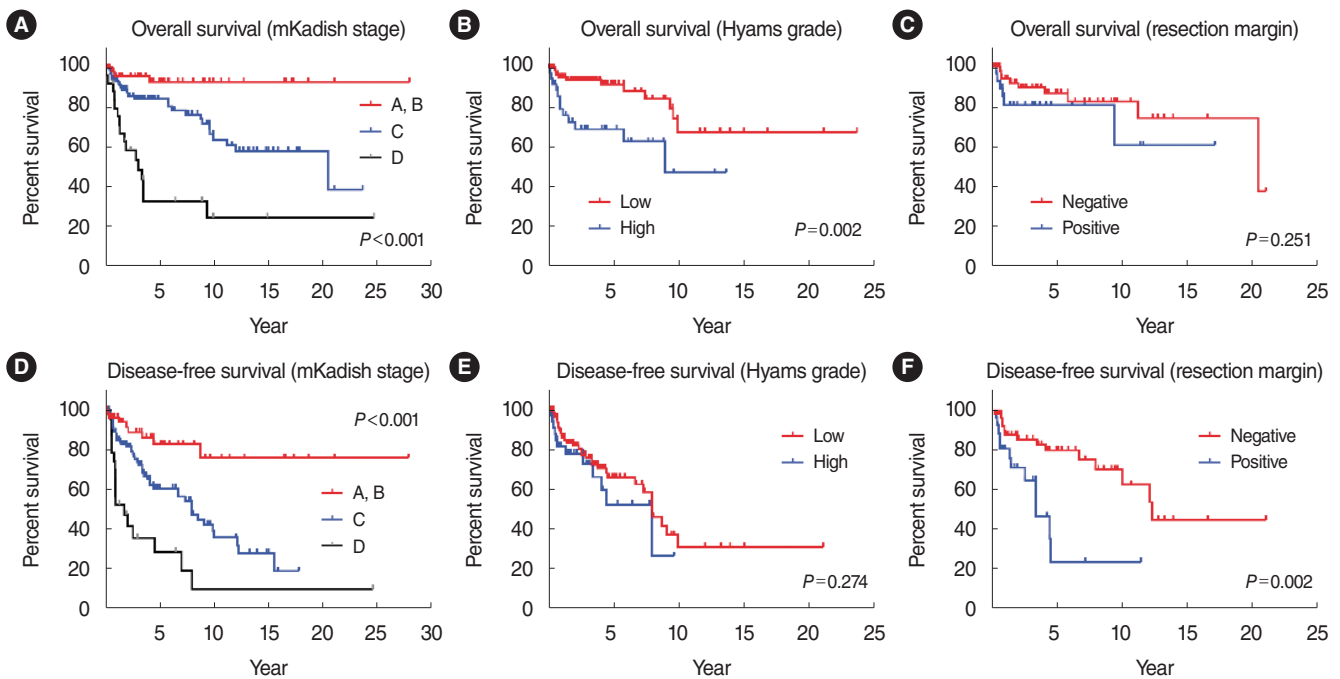 A
Overall survival (mKadish stage)
Percent survival
100
80
60
40
20
0
A, B
C
D
P<0.001
5 10 15 20 25 30
Year
B
Overall survival (Hyams grade)
Percent survival
100
80
60
40
20
0
Low
High
P=0.002
5 10 15 20 25
Year
C
Overall survival (resection margin)
Percent survival
100
80
60
40
20
0
Negative
Positive
P=0.251
5 10 15 20 25
Year
D
Disease-free survival (mKadish stage)
Percent survival
100
80
60
40
20
0
P<0.001
A, B
C
D
5 10 15 20 25 30
Year
E
Disease-free survival (Hyams grade)
Percent survival
100
80
60
40
20
0
Low
High
P=0.274
5 10 15 20 25
Year
F
Disease-free survival (resection margin)
Percent survival
100
80
60
40
20
0
Negative
Positive
P=0.002
5 10 15 20 25
Year